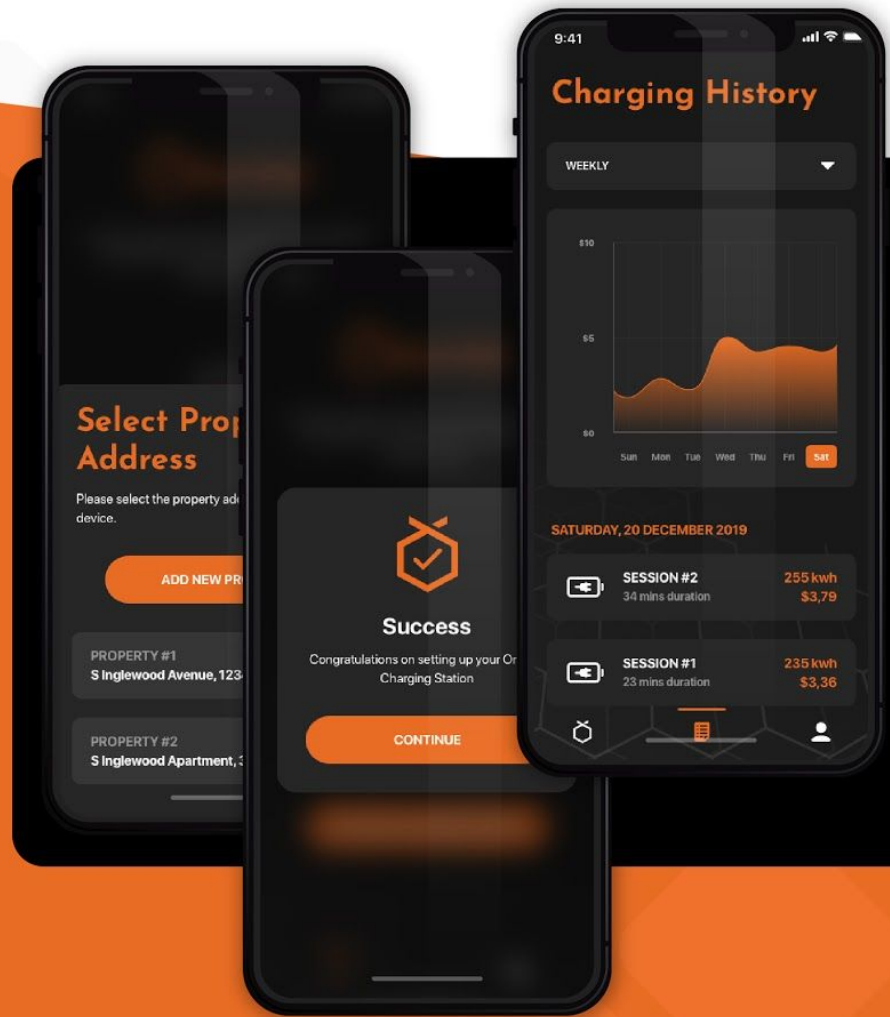 Select Prop
Address
Please select the property add
device.
ADD NEW PR
PROPERTY #1
S Inglewood Avenue, 1234
PROPERTY #2
S Inglewood Apartment, 3
Success
Congratulations on setting up your Or
Charging Station
CONTINUE
9:41
Charging History
WEEKLY
$10
$5
$0
Sun Mon Tue Wed Thu Fri Sat
SATURDAY, 20 DECEMBER 2019
SESSION #2 255 kwh
34 mins duration $3,79
SESSION #1 235 kwh
23 mins duration $3,36